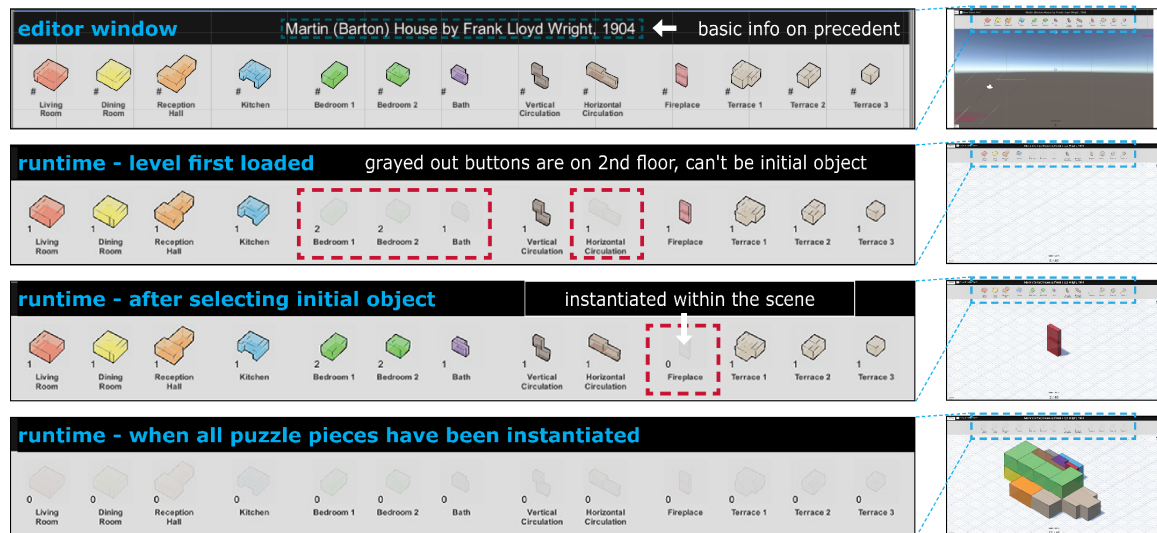 editor window
Martin (Barton) House by Frank Lloyd Wright, 1904
basic info on precedent
# # # # # # # # # # # # #
Living Room
Dining Room
Reception Hall
Kitchen
Bedroom 1
Bedroom 2
Bath
Vertical Circulation
Horizontal Circulation
Fireplace
Terrace 1
Terrace 2
Terrace 3
runtime - level first loaded
grayed out buttons are on 2nd floor, can't be initial object
1 1 1 1 2 2 1 1 1 1 1 1 1
Living Room
Dining Room
Reception Hall
Kitchen
Bedroom 1
Bedroom 2
Bath
Vertical Circulation
Horizontal Circulation
Fireplace
Terrace 1
Terrace 2
Terrace 3
runtime - after selecting initial object
instantiated within the scene
1 1 1 1 2 2 1 1 1 0 1 1 1
Living Room
Dining Room
Reception Hall
Kitchen
Bedroom 1
Bedroom 2
Bath
Vertical Circulation
Horizontal Circulation
Fireplace
Terrace 1
Terrace 2
Terrace 3
runtime - when all puzzle pieces have been instantiated
0 0 0 0 0 0 0 0 0 0 0 0 0
Living Room
Dining Room
Reception Hall
Kitchen
Bedroom 1
Bedroom 2
Bath
Vertical Circulation
Horizontal Circulation
Fireplace
Terrace 1
Terrace 2
Terrace 3